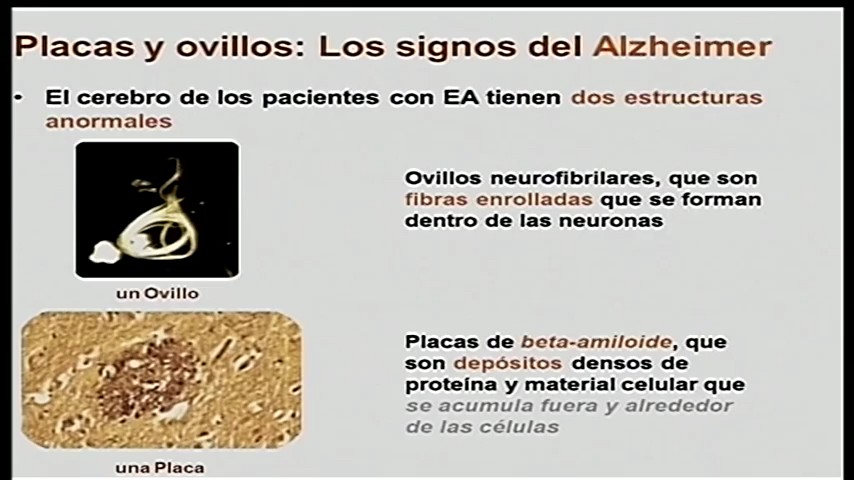 Placas y ovillos: Los signos del Alzheimer
• El cerebro de los pacientes con EA tienen dos estructuras
anormales
Ovillos neurofibrilares, que son
fibras enrolladas que se forman
dentro de las neuronas
un Ovillo
Placas de beta-amiloide, que
son depósitos densos de
proteína y material celular que
se acumula fuera y alrededor
de las células
una Placa